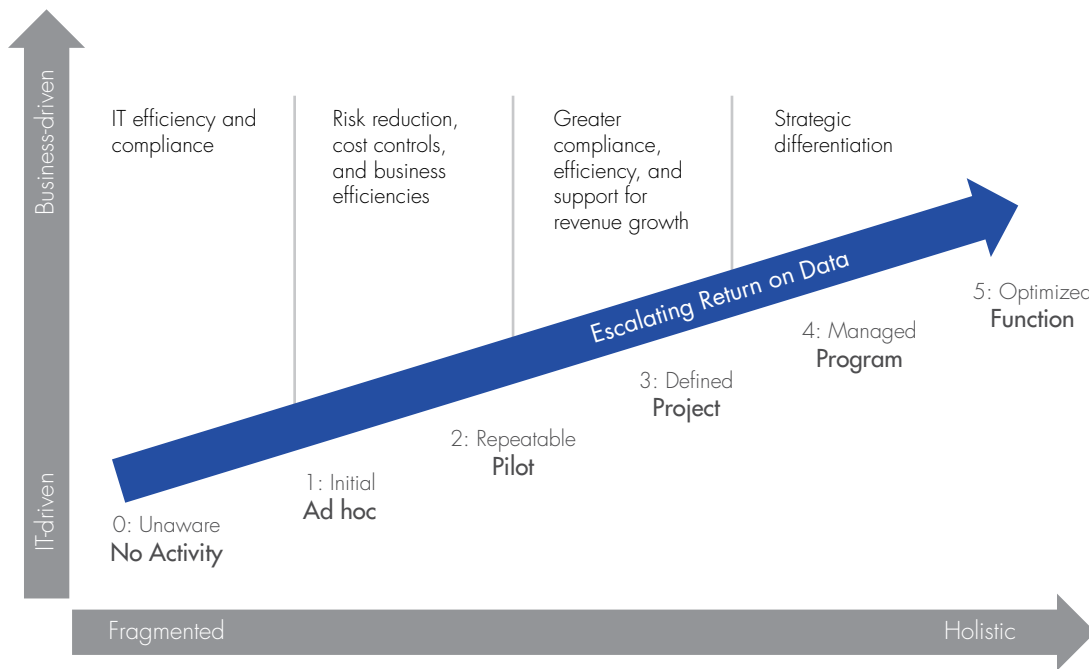 Business-driven
IT-driven
IT efficiency and
compliance
Risk reduction,
cost controls,
and business
efficiencies
Greater
compliance,
efficiency, and
support for
revenue growth
Strategic
differentiation
Escalating Return on Data
0: Unaware
No Activity
1: Initial
Ad hoc
2: Repeatable
Pilot
3: Defined
Project
4: Managed
Program
5: Optimized
Function
Fragmented
Holistic